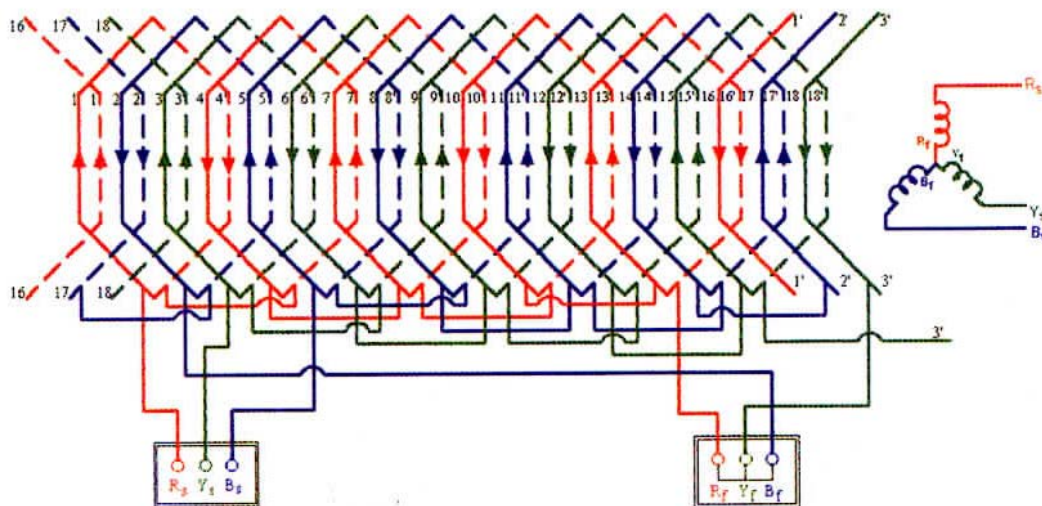 16 17 18 1' 2' 3'
1 1' 2 2' 3 3' 4 4' 5 5' 6 6' 7 7' 8 8' 9 9' 10 10' 11 11' 12 12' 13 13' 14 14' 15 15' 16 16' 17 17' 18 18'
16 17 18 1' 2' 3'
3'
Rs
Rf
Yf
Bf
Ys
Bs
Rs Ys Bs
Rf Yf Bf